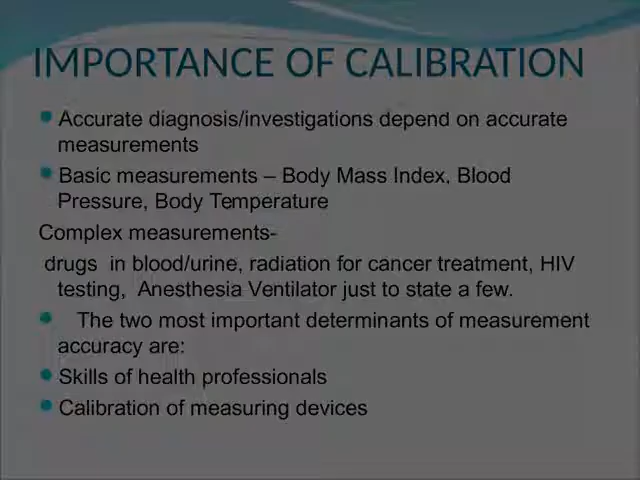 IMPORTANCE OF CALIBRATION
Accurate diagnosis/investigations depend on accurate
measurements
Basic measurements – Body Mass Index, Blood
Pressure, Body Temperature
Complex measurements-
drugs in blood/urine, radiation for cancer treatment, HIV
testing, Anesthesia Ventilator just to state a few.
The two most important determinants of measurement
accuracy are:
Skills of health professionals
Calibration of measuring devices